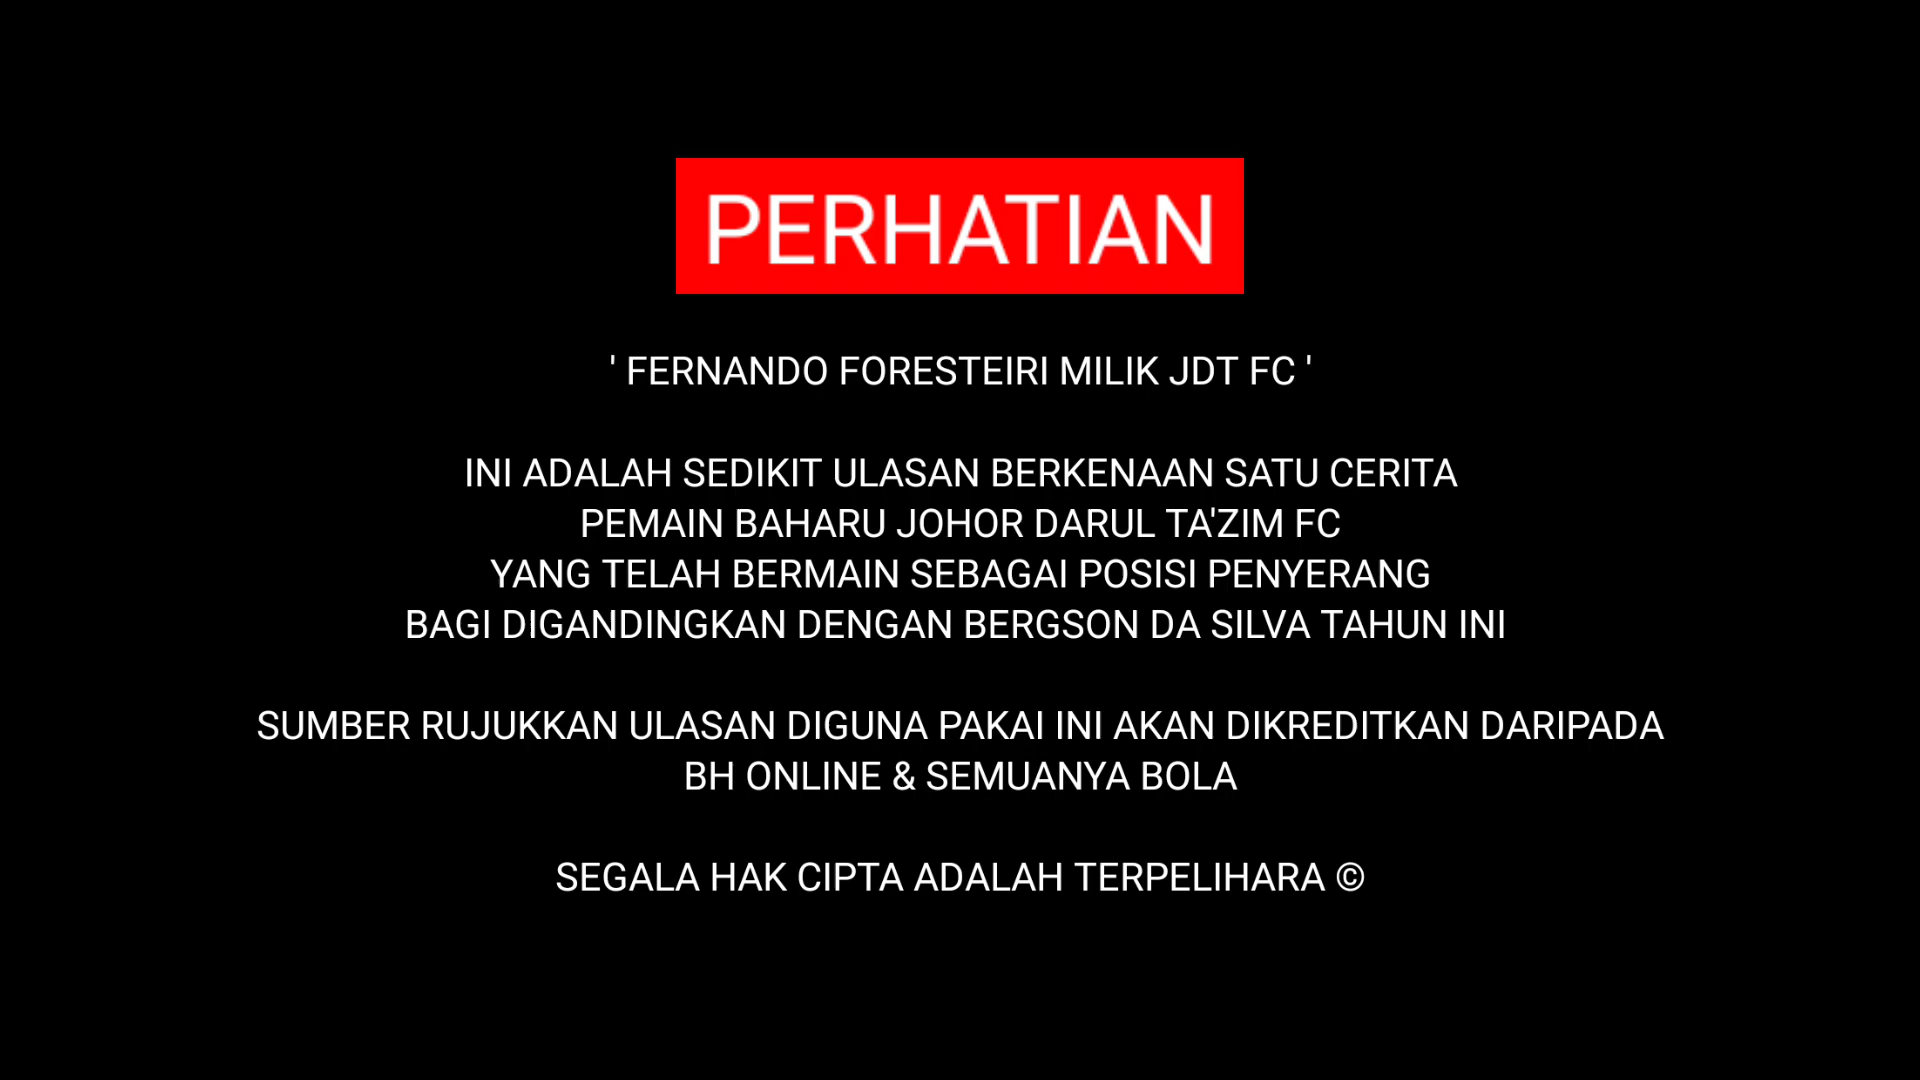 PERHATIAN
' FERNANDO FORESTEIRI MILIK JDT FC '
INI ADALAH SEDIKIT ULASAN BERKENAAN SATU CERITA
PEMAIN BAHARU JOHOR DARUL TA'ZIM FC
YANG TELAH BERMAIN SEBAGAI POSISI PENYERANG
BAGI DIGANDINGKAN DENGAN BERGSON DA SILVA TAHUN INI
SUMBER RUJUKKAN ULASAN DIGUNA PAKAI INI AKAN DIKREDITKAN DARIPADA
BH ONLINE & SEMUANYA BOLA
SEGALA HAK CIPTA ADALAH TERPELIHARA ©